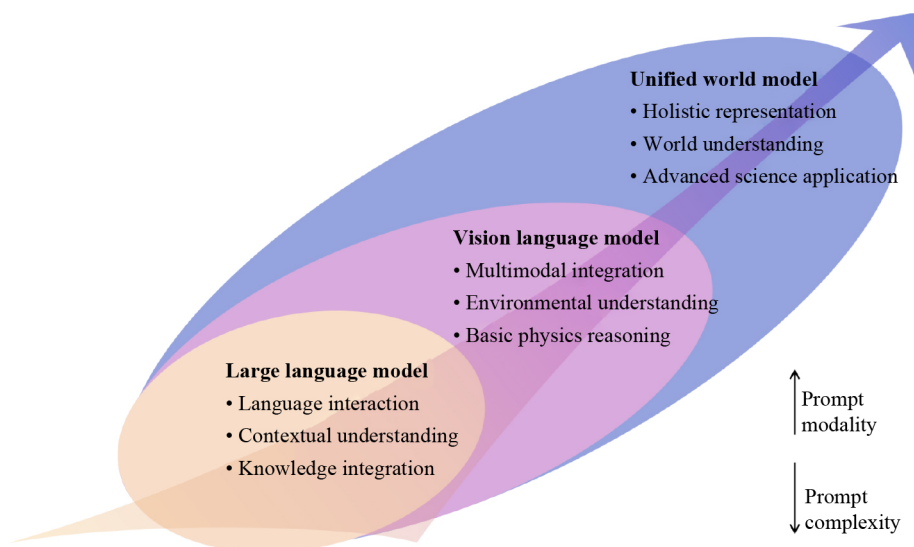 Unified world model
• Holistic representation
• World understanding
• Advanced science application
Vision language model
• Multimodal integration
• Environmental understanding
• Basic physics reasoning
Large language model
• Language interaction
• Contextual understanding
• Knowledge integration
Prompt
modality
Prompt
complexity